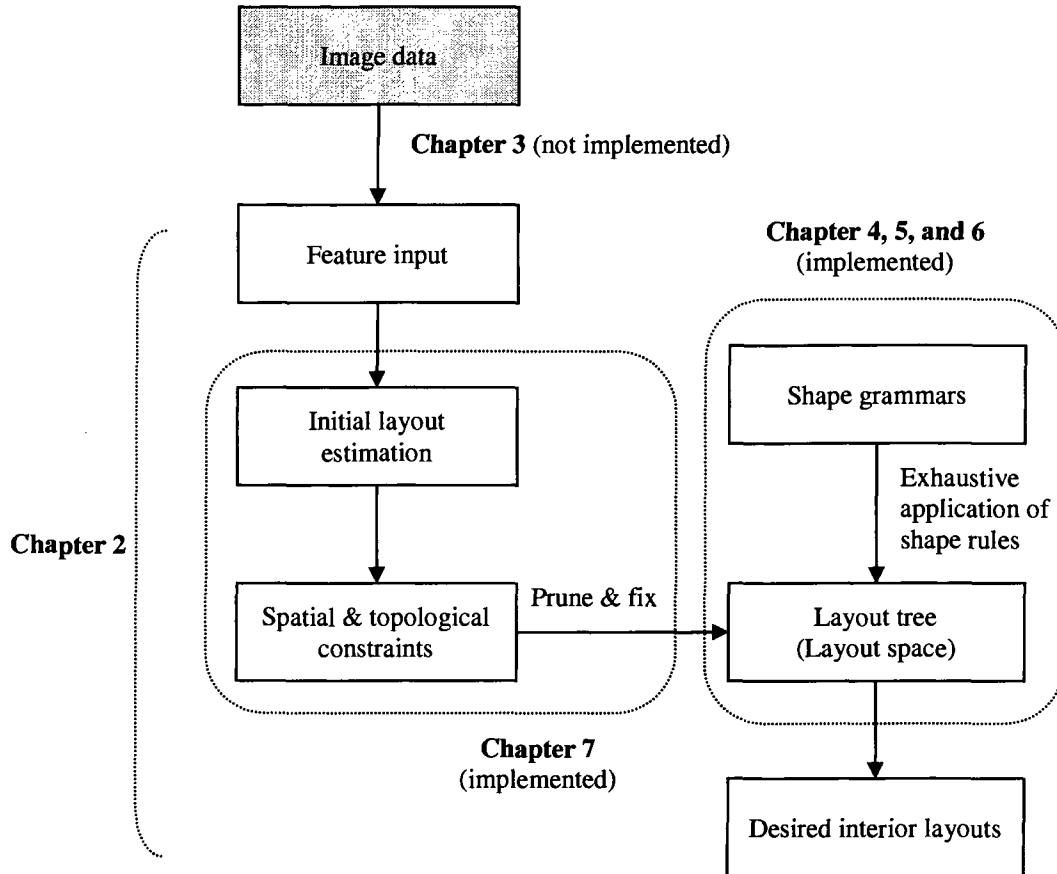 Image data
Chapter 3 (not implemented)
Feature input
Chapter 4, 5, and 6
(implemented)
Initial layout
estimation
Shape grammars
Exhaustive
application of
shape rules
Chapter 2
Spatial & topological
constraints
Prune & fix
Layout tree
(Layout space)
Chapter 7
(implemented)
Desired interior layouts